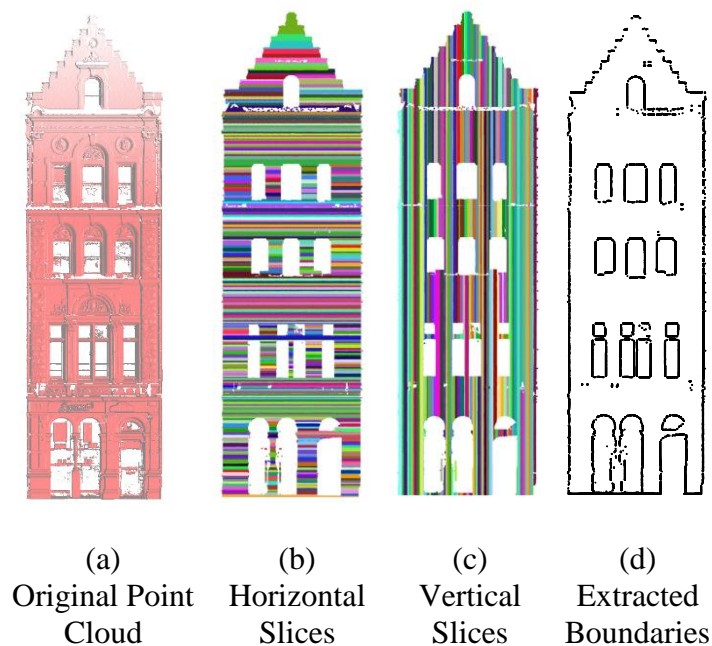 (a)
Original Point
Cloud
(b)
Horizontal
Slices
(c)
Vertical
Slices
(d)
Extracted
Boundaries